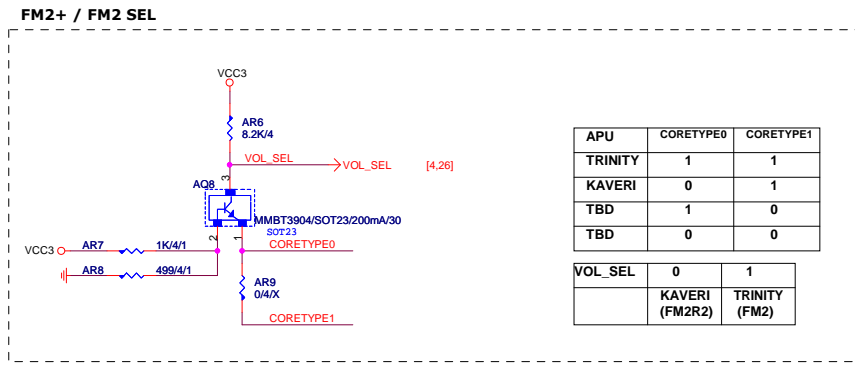 FM2+ / FM2 SEL
VCC3
AR6
8.2K/4
VOL_SEL
VOL_SEL [4,26]
AQ8
3
MMBT3904/SOT23/200mA/30
SOT23
2
1
CORETYPE0
VCC3 AR7 1K/4/1
AR8 499/4/1
AR9
0/4/X
CORETYPE1
APU CORETYPE0 CORETYPE1
TRINITY 1 1
KAVERI 0 1
TBD 1 0
TBD 0 0
VOL_SEL 0 1
KAVERI (FM2R2) TRINITY (FM2)